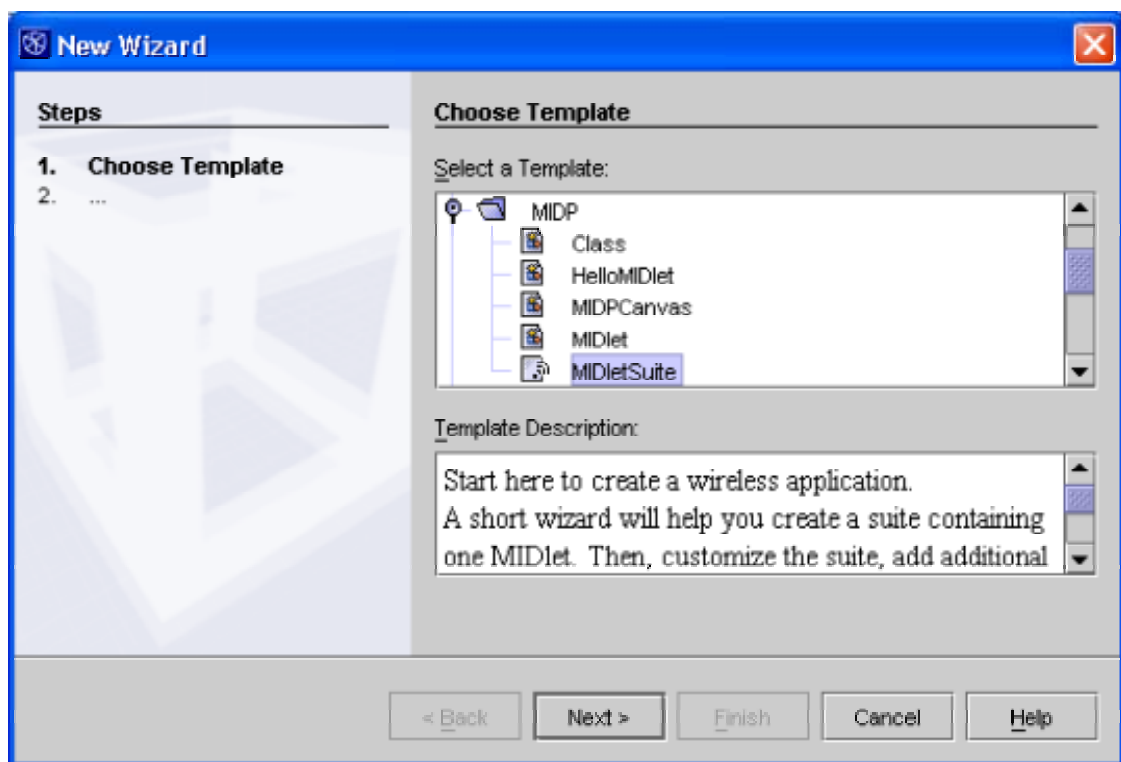 New Wizard
Steps
1. Choose Template
2. ...
Choose Template
Select a Template:
MIDP
Class
HelloMIDlet
MIDPCanvas
MIDlet
MIDletSuite
Template Description:
Start here to create a wireless application.
A short wizard will help you create a suite containing
one MIDlet. Then, customize the suite, add additional
< Back Next > Finish Cancel Help